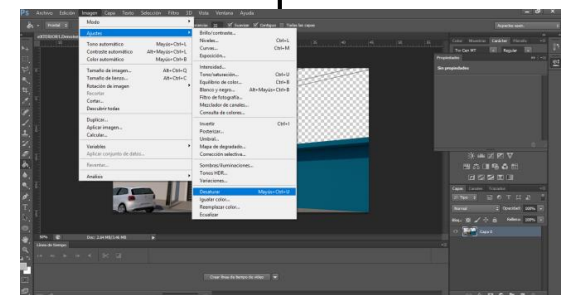 Archivo Edición Imagen Capa Texto Selección Filtro 3D Vista Ventana Ayuda
Modo
Ajustes
Tono automático Mayús+Ctrl+L
Contraste automático Alt+Mayús+Ctrl+L
Color automático Mayús+Ctrl+B
Tamaño de imagen... Alt+Ctrl+I
Tamaño de lienzo... Alt+Ctrl+C
Rotación de imagen
Recortar
Cortar...
Descubrir todas
Duplicar...
Aplicar imagen...
Calcular...
Variables
Aplicar conjunto de datos...
Reventar...
Análisis
Brillo/contraste...
Niveles... Ctrl+L
Curvas... Ctrl+M
Exposición...
Intensidad...
Tono/saturación... Ctrl+U
Equilibrio de color... Ctrl+B
Blanco y negro... Alt+Mayús+Ctrl+B
Filtro de fotografía...
Mezclador de canales...
Consulta de colores...
Invertir Ctrl+I
Posterizar...
Umbral...
Mapa de degradado...
Corrección selectiva...
Sombras/iluminaciones...
Tonos HDR...
Variaciones...
Desaturar Mayús+Ctrl+U
Igualar color...
Reemplazar color...
Ecualizar
Propiedades
Sin propiedades
Capas
Normal
Capa 0
Línea de tiempo
Crear línea de tiempo de vídeo